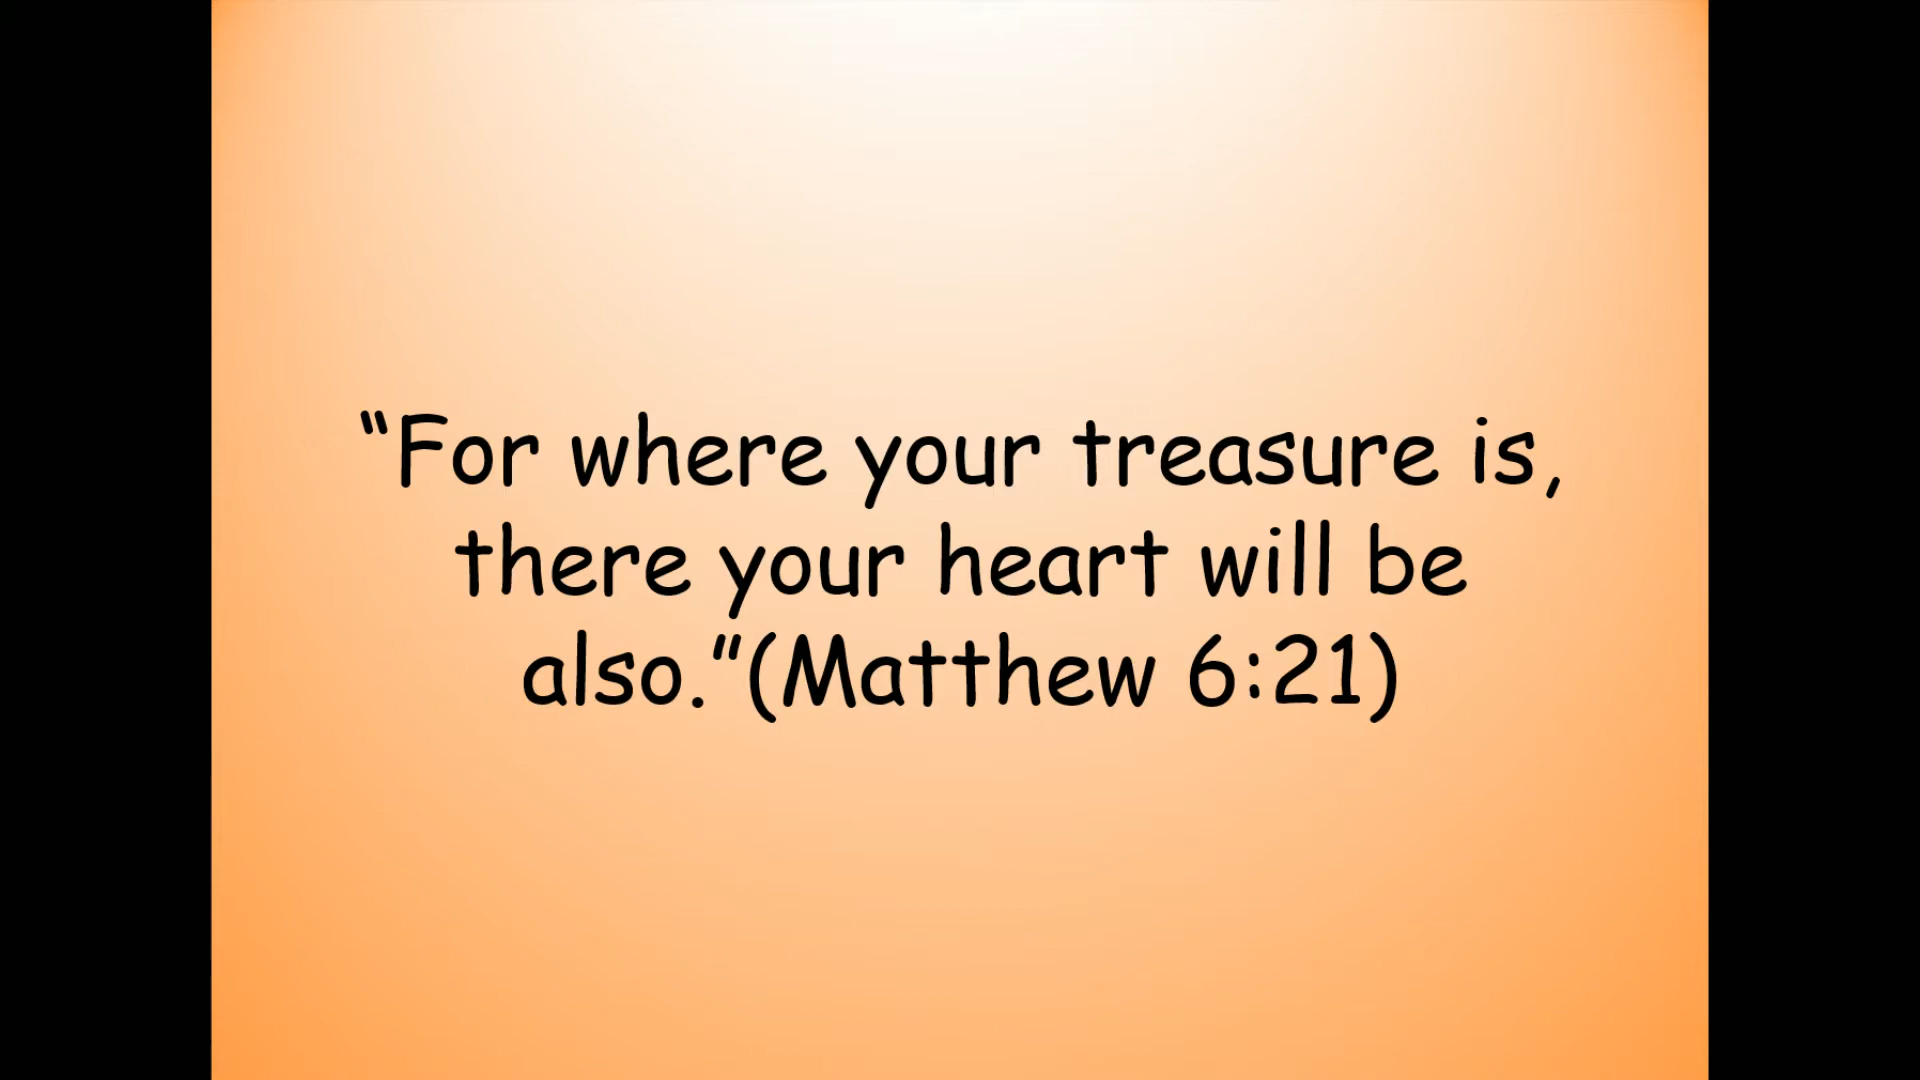 “For where your treasure is,
there your heart will be
also.”(Matthew 6:21)